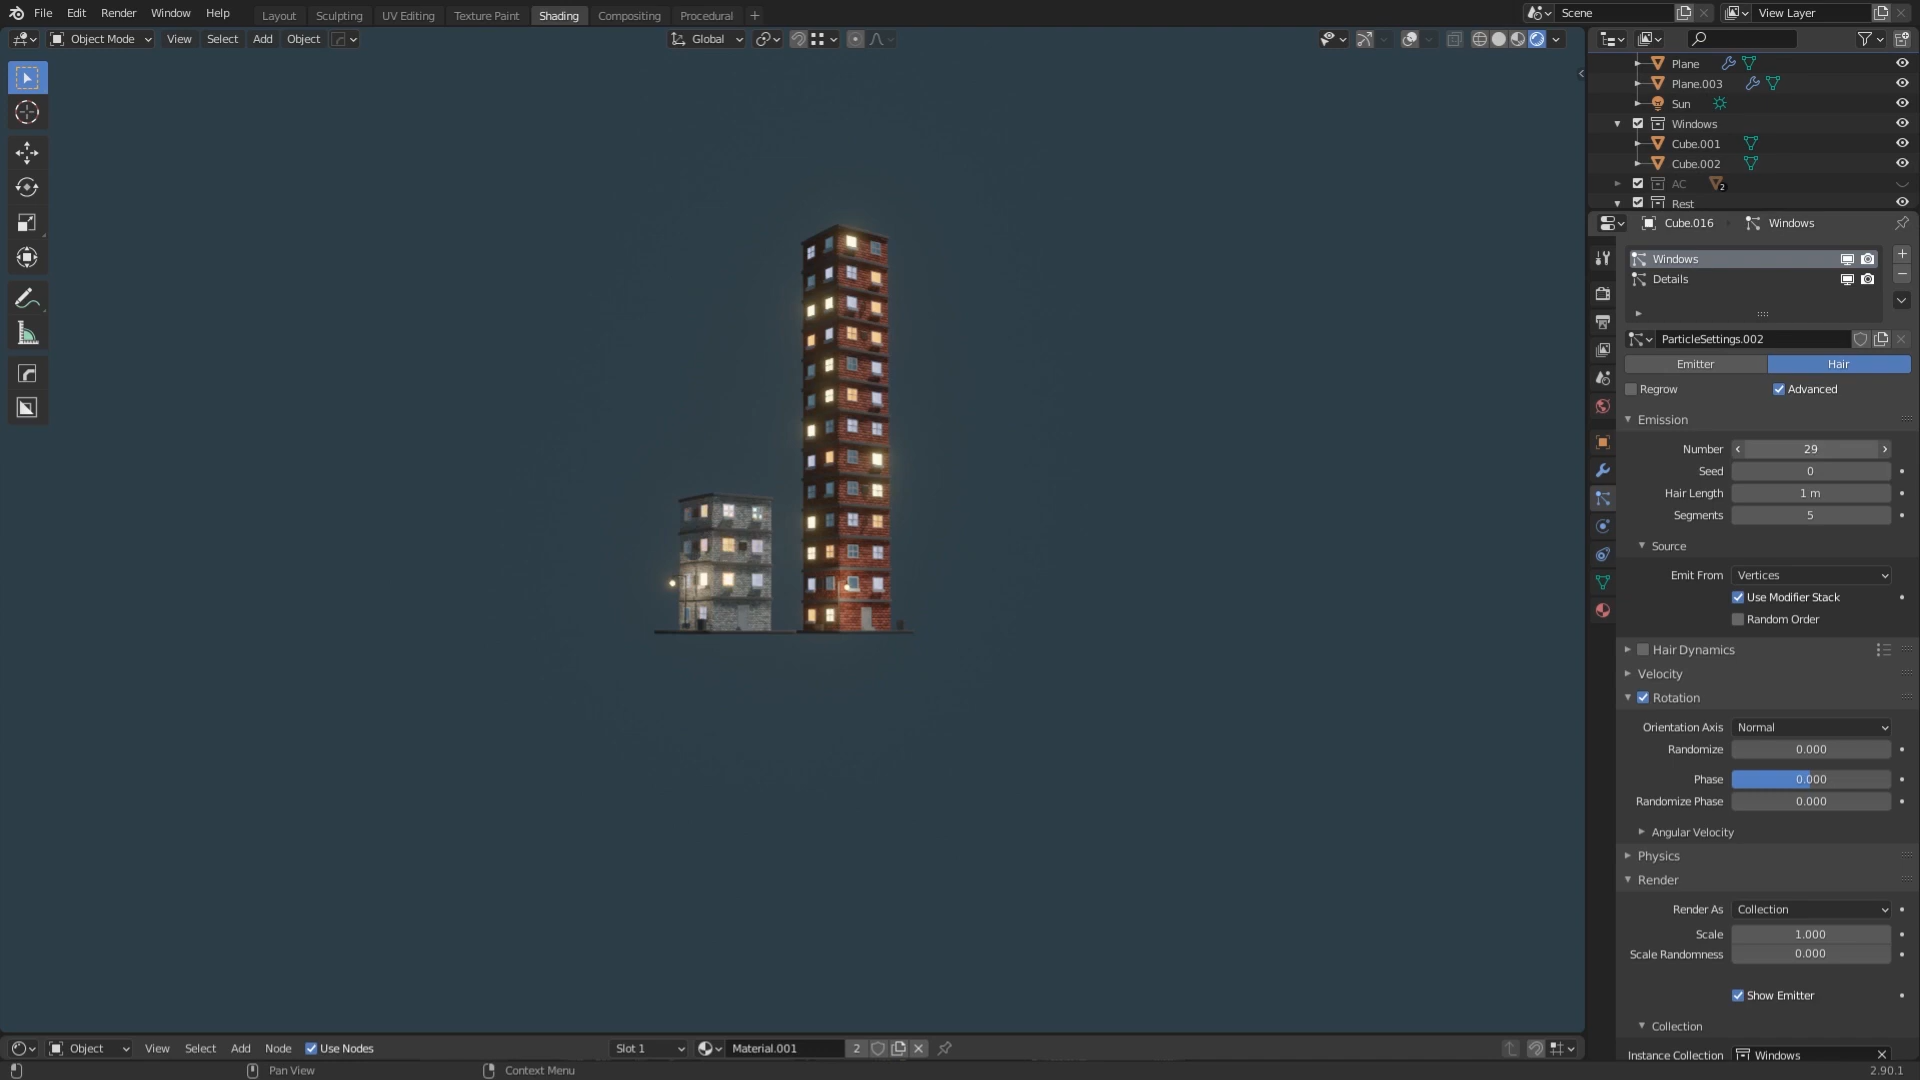 File Edit Render Window Help Layout Sculpting UV Editing Texture Paint Shading Compositing Procedural + Scene View Layer
Object Mode View Select Add Object Global
Plane
Plane.003
Sun
Windows
Cube.001
Cube.002
AC 2
Rest
Cube.016 Windows
Windows
Details
ParticleSettings.002
Emitter Hair
Regrow Advanced
Emission
Number 29
Seed 0
Hair Length 1 m
Segments 5
Source
Emit From Vertices
Use Modifier Stack
Random Order
Hair Dynamics
Velocity
Rotation
Orientation Axis Normal
Randomize 0.000
Phase 0.000
Randomize Phase 0.000
Angular Velocity
Physics
Render
Render As Collection
Scale 1.000
Scale Randomness 0.000
Show Emitter
Collection
Instance Collection Windows
Object View Select Add Node Use Nodes Slot 1 Material.001 2
Pan View Context Menu 2.90.1